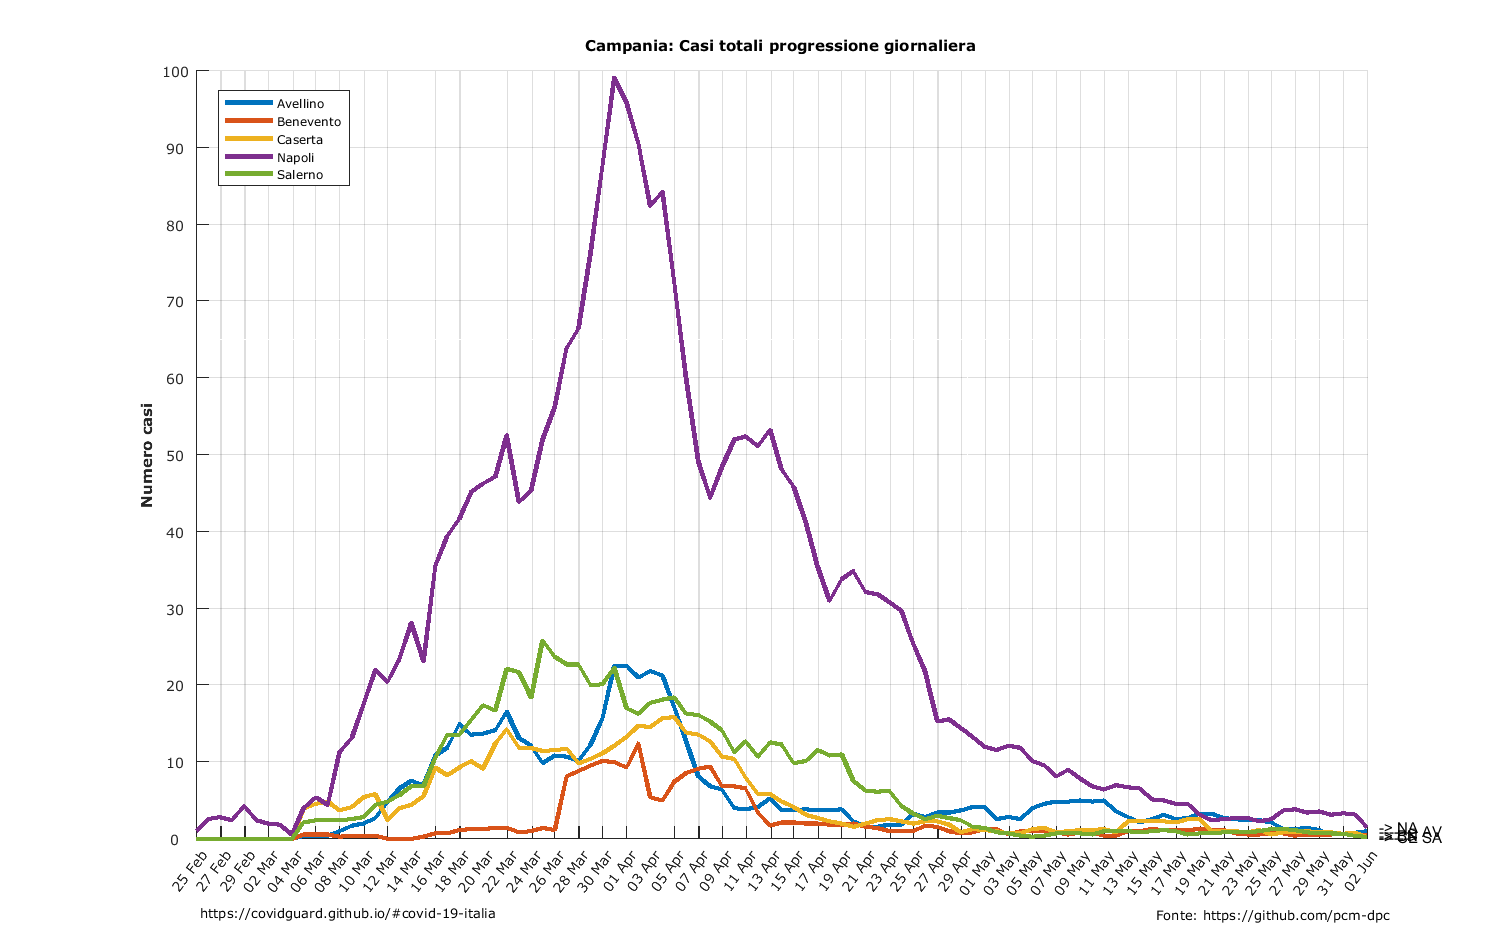 Campania: Casi totali progressione giornaliera
100
90
80
70
60
50
40
30
20
10
0
Numero casi
Avellino
Benevento
Caserta
Napoli
Salerno
25 Feb
27 Feb
29 Feb
02 Mar
04 Mar
06 Mar
08 Mar
10 Mar
12 Mar
14 Mar
16 Mar
18 Mar
20 Mar
22 Mar
24 Mar
26 Mar
28 Mar
30 Mar
01 Apr
03 Apr
05 Apr
07 Apr
09 Apr
11 Apr
13 Apr
15 Apr
17 Apr
19 Apr
21 Apr
23 Apr
25 Apr
27 Apr
29 Apr
01 May
03 May
05 May
07 May
09 May
11 May
13 May
15 May
17 May
19 May
21 May
23 May
25 May
27 May
29 May
31 May
02 Jun
-> NA
AV
SA
https://covidguard.github.io/#covid-19-italia
Fonte: https://github.com/pcm-dpc